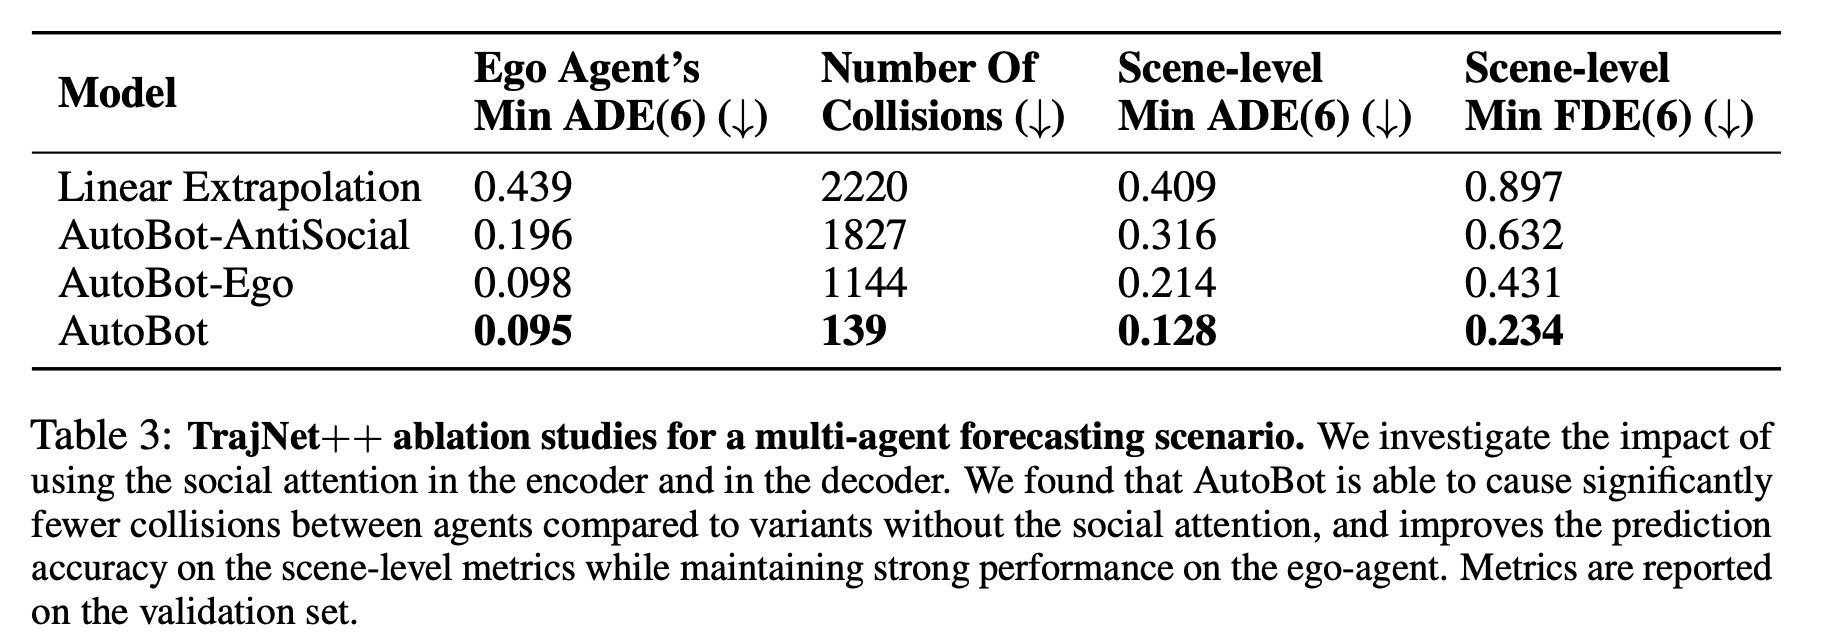 Model Ego Agent's Min ADE(6) (↓) Number Of Collisions (↓) Scene-level Min ADE(6) (↓) Scene-level Min FDE(6) (↓)
Linear Extrapolation 0.439 2220 0.409 0.897
AutoBot-AntiSocial 0.196 1827 0.316 0.632
AutoBot-Ego 0.098 1144 0.214 0.431
AutoBot 0.095 139 0.128 0.234
Table 3: TrajNet++ ablation studies for a multi-agent forecasting scenario. We investigate the impact of
using the social attention in the encoder and in the decoder. We found that AutoBot is able to cause significantly
fewer collisions between agents compared to variants without the social attention, and improves the prediction
accuracy on the scene-level metrics while maintaining strong performance on the ego-agent. Metrics are reported
on the validation set.